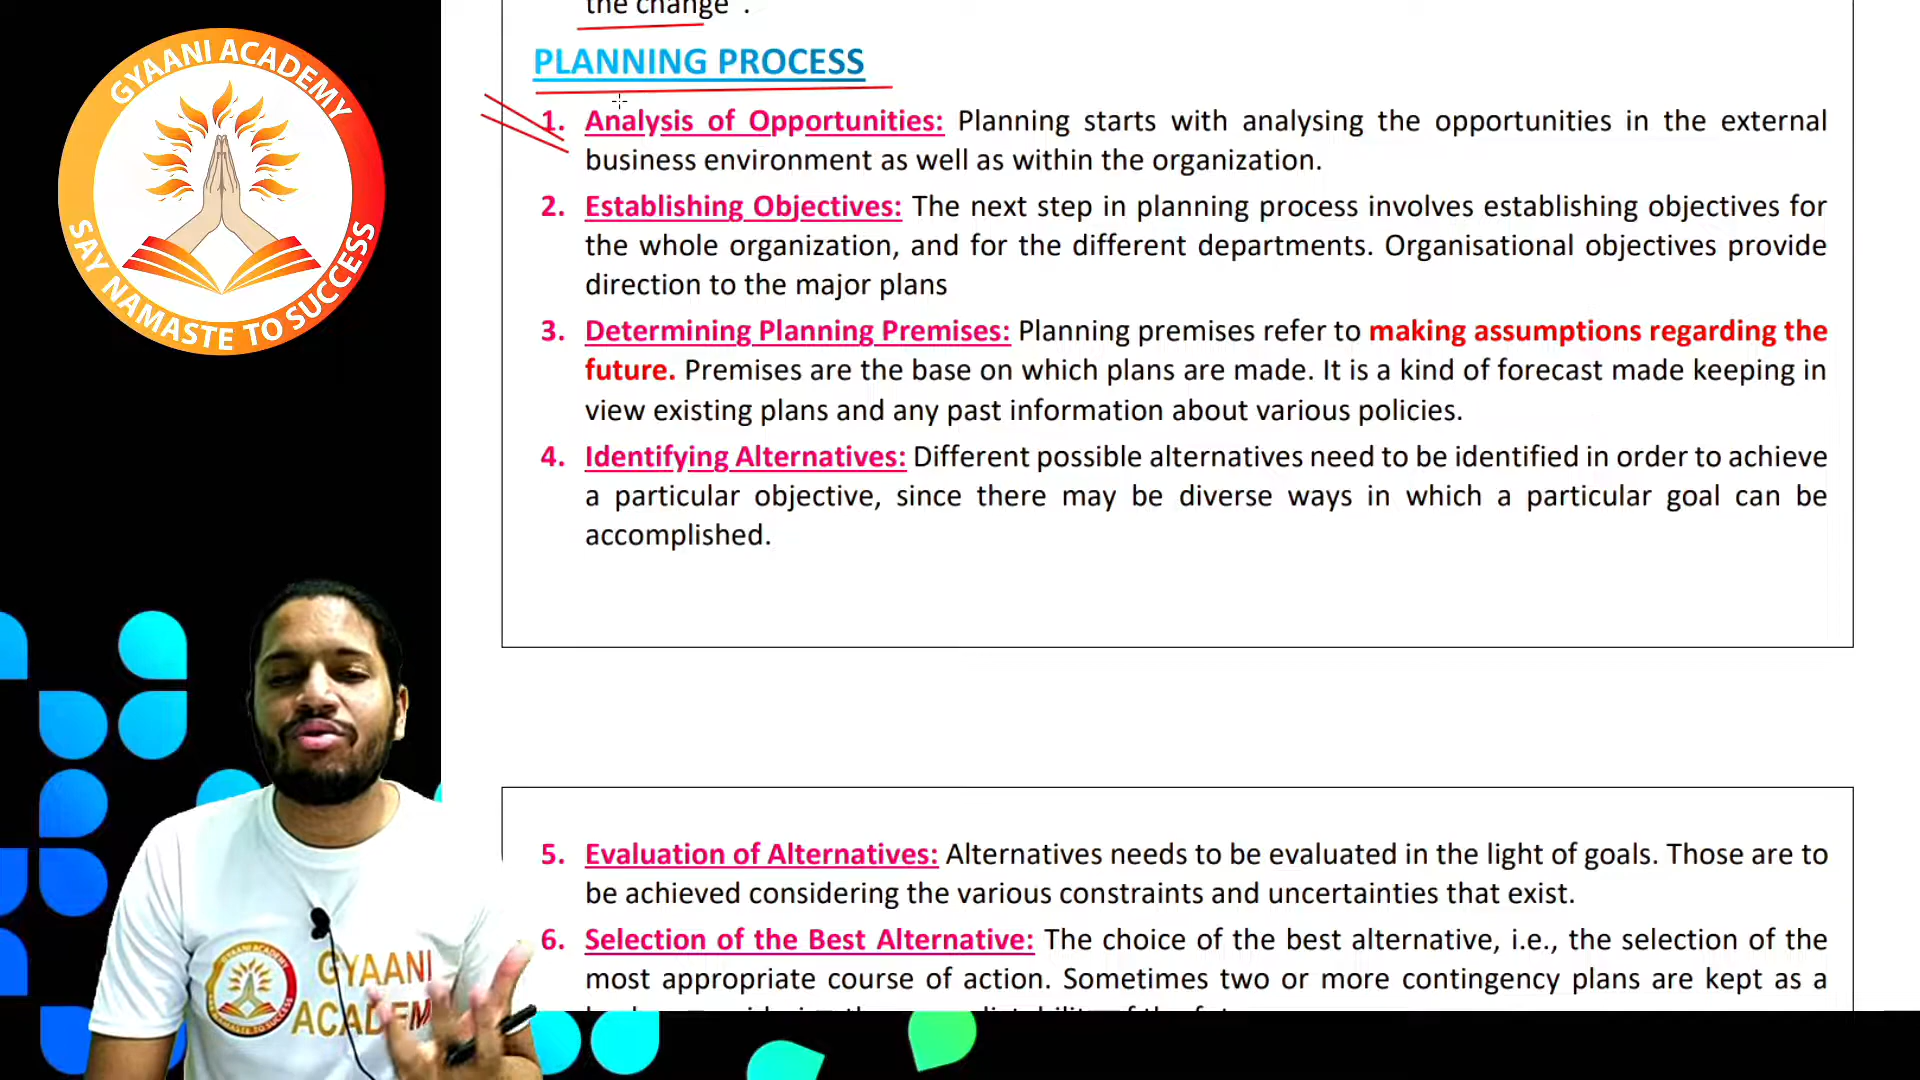 GYAANI ACADEMY
SAY NAMASTE TO SUCCESS
the change".
PLANNING PROCESS
1. Analysis of Opportunities: Planning starts with analysing the opportunities in the external
business environment as well as within the organization.
2. Establishing Objectives: The next step in planning process involves establishing objectives for
the whole organization, and for the different departments. Organisational objectives provide
direction to the major plans
3. Determining Planning Premises: Planning premises refer to making assumptions regarding the
future. Premises are the base on which plans are made. It is a kind of forecast made keeping in
view existing plans and any past information about various policies.
4. Identifying Alternatives: Different possible alternatives need to be identified in order to achieve
a particular objective, since there may be diverse ways in which a particular goal can be
accomplished.
5. Evaluation of Alternatives: Alternatives needs to be evaluated in the light of goals. Those are to
be achieved considering the various constraints and uncertainties that exist.
6. Selection of the Best Alternative: The choice of the best alternative, i.e., the selection of the
most appropriate course of action. Sometimes two or more contingency plans are kept as a
GYAANI
ACADEM